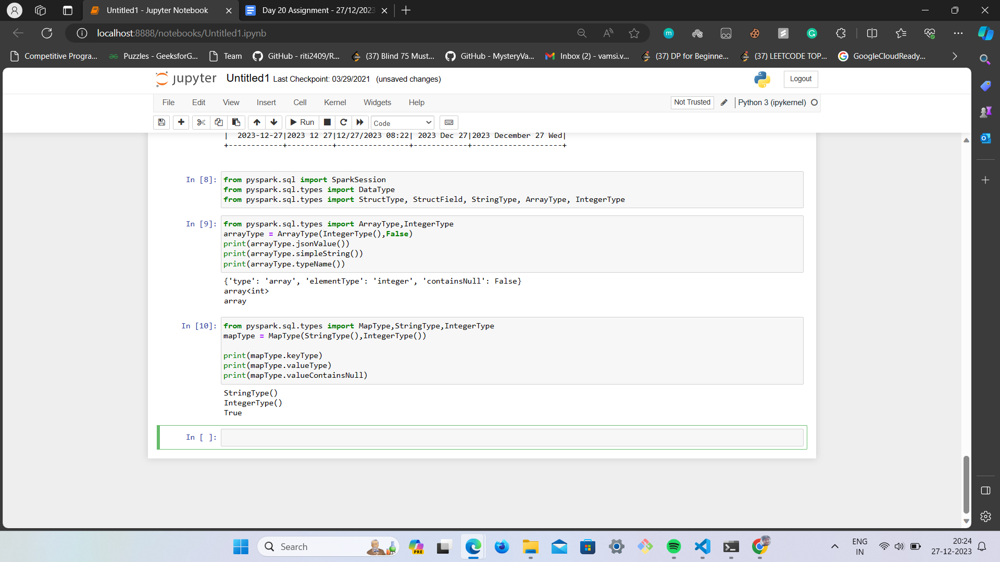 Untitled1 - Jupyter Notebook
Day 20 Assignment - 27/12/2023
localhost:8888/notebooks/Untitled1.ipynb
Competitive Progra...
Puzzles - GeeksforG...
Team
GitHub - riti2409/R...
(37) Blind 75 Must...
GitHub - MysteryVa...
Inbox (2) - vamsi.v...
(37) DP for Beginne...
(37) LEETCODE TOP...
GoogleCloudReady...
jupyter Untitled1 Last Checkpoint: 03/29/2021 (unsaved changes)
Logout
File Edit View Insert Cell Kernel Widgets Help
Not Trusted
Python 3 (ipykernel)
Run
Code
|  2023-12-27|2023 12 27|12/27/2023 08:22| 2023 Dec 27|2023 December 27 Wed|
+------------+----------+----------------+------------+--------------------+
In [8]:
from pyspark.sql import SparkSession
from pyspark.sql.types import DataType
from pyspark.sql.types import StructType, StructField, StringType, ArrayType, IntegerType
In [9]:
from pyspark.sql.types import ArrayType,IntegerType
arrayType = ArrayType(IntegerType(),False)
print(arrayType.jsonValue())
print(arrayType.simpleString())
print(arrayType.typeName())
{'type': 'array', 'elementType': 'integer', 'containsNull': False}
array<int>
array
In [10]:
from pyspark.sql.types import MapType,StringType,IntegerType
mapType = MapType(StringType(),IntegerType())
print(mapType.keyType)
print(mapType.valueType)
print(mapType.valueContainsNull)
StringType()
IntegerType()
True
In [ ]:
Search
PRE
ENG
IN
20:24
27-12-2023